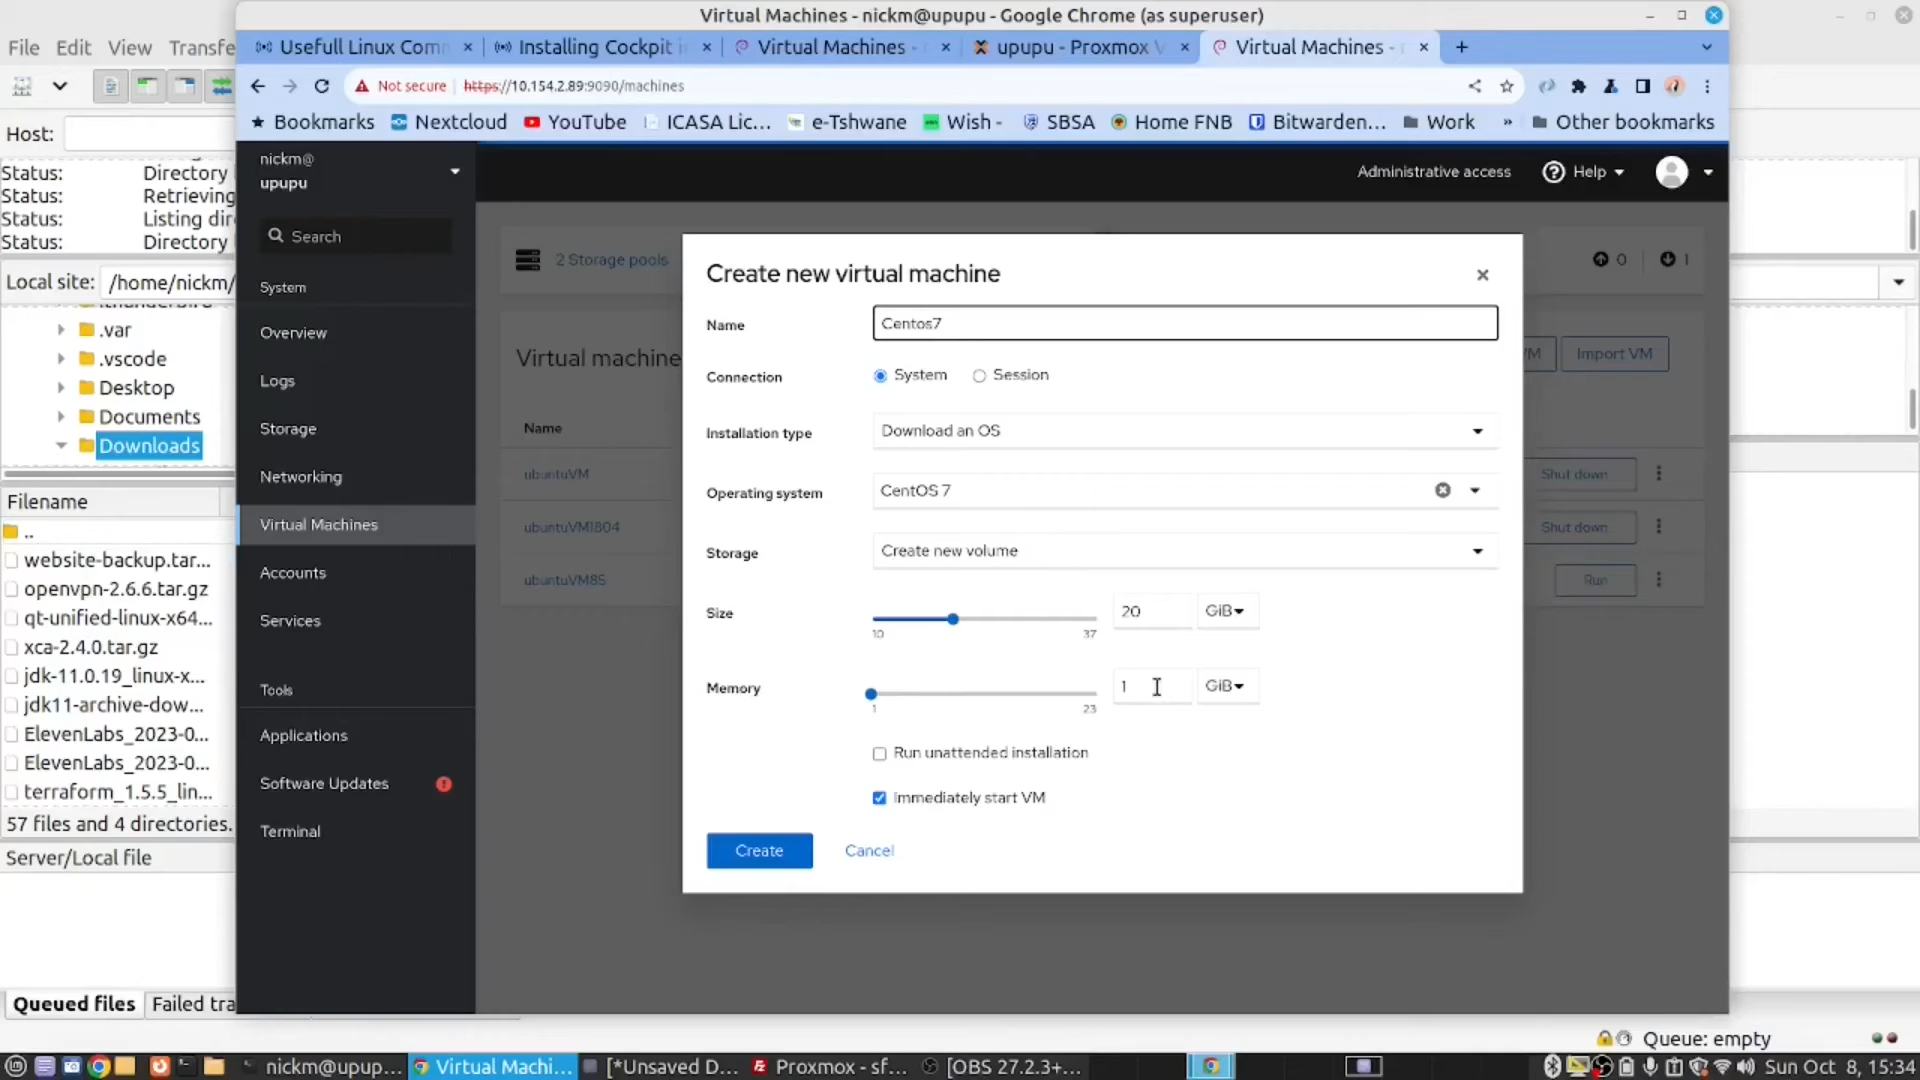 Virtual Machines - nickm@upupu - Google Chrome (as superuser)
File Edit View Transfe
Usefull Linux Com
Installing Cockpit i
Virtual Machines -
upupu - Proxmox V
Virtual Machines -
Not secure
https://10.154.2.89:9090/machines
Bookmarks
Nextcloud
YouTube
ICASA Lic...
e-Tshwane
Wish -
SBSA
Home FNB
Bitwarden...
Work
»
Other bookmarks
Host:
Status: Directory
Status: Retrieving
Status: Listing dir
Status: Directory
Local site: /home/nickm/
.var
.vscode
Desktop
Documents
Downloads
Filename
..
website-backup.tar...
openvpn-2.6.6.tar.gz
qt-unified-linux-x64...
xca-2.4.0.tar.gz
jdk-11.0.19_linux-x...
jdk11-archive-dow...
ElevenLabs_2023-0...
ElevenLabs_2023-0...
terraform_1.5.5_lin...
57 files and 4 directories.
Server/Local file
Queued files
Failed tra
nickm@
upupu
Search
System
Overview
Logs
Storage
Networking
Virtual Machines
Accounts
Services
Tools
Applications
Software Updates
Terminal
Administrative access
Help
2 Storage pools
0
1
Virtual machine
VM
Import VM
Name
ubuntuVM
Shut down
ubuntuVM1804
Shut down
ubuntuVM85
Run
Create new virtual machine
Name
Centos7
Connection
System
Session
Installation type
Download an OS
Operating system
CentOS 7
Storage
Create new volume
Size
10
37
20
GiB
Memory
1
23
1
GiB
Run unattended installation
Immediately start VM
Create
Cancel
Queue: empty
nickm@upup...
Virtual Machi...
[*Unsaved D...
Proxmox - sf...
[OBS 27.2.3+...
Sun Oct 8, 15:34